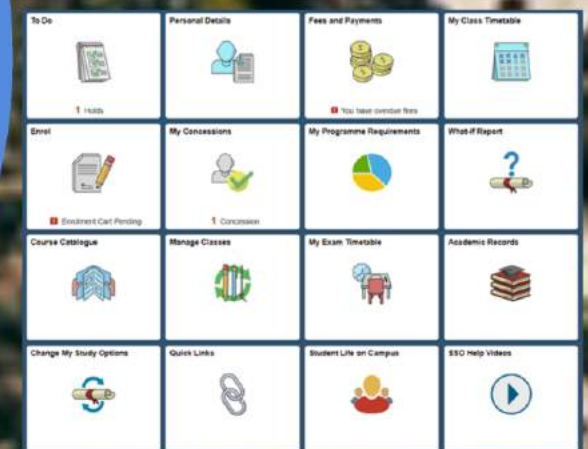 To Do
Personal Details
Fees and Payments
My Class Timetable
1 Holds
You have overdue fees
Enrol
My Concessions
My Programme Requirements
What-if Report
Enrolment Cart Pending
1 Concession
Course Catalogue
Manage Classes
My Exam Timetable
Academic Records
Change My Study Options
Quick Links
Student Life on Campus
SSO Help Videos